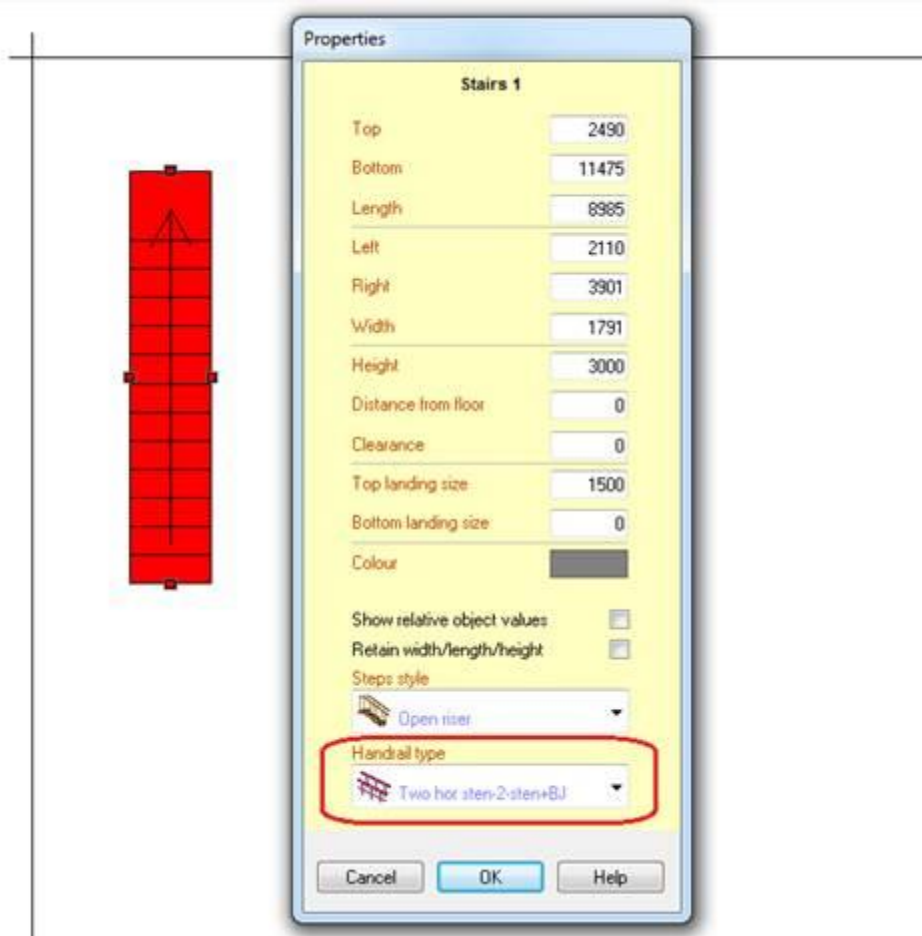 Properties
Stairs 1
Top 2490
Bottom 11475
Length 8985
Left 2110
Right 3901
Width 1791
Height 3000
Distance from floor 0
Clearance 0
Top landing size 1500
Bottom landing size 0
Colour
Show relative object values
Retain width/length/height
Steps style
Open riser
Handrail type
Two hor sten-2-sten+BJ
Cancel OK Help